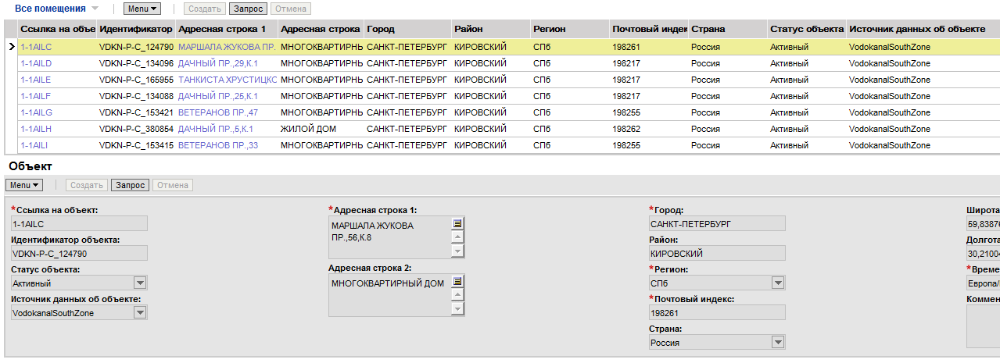 Все помещения Menu Создать Запрос Отмена
Ссылка на объе Идентификатор Адресная строка 1 Адресная строка Город Район Регион Почтовый индекс Страна Статус объекта Источник данных об объекте
1-1AILC VDKN-P-C_124790 МАРШАЛА ЖУКОВА ПР. МНОГОКВАРТИРНЬ САНКТ-ПЕТЕРБУРГ КИРОВСКИЙ СПб 198261 Россия Активный VodokanalSouthZone
1-1AILD VDKN-P-C_134096 ДАЧНЫЙ ПР.,29,К.1 МНОГОКВАРТИРНЬ САНКТ-ПЕТЕРБУРГ КИРОВСКИЙ СПб 198217 Россия Активный VodokanalSouthZone
1-1AILE VDKN-P-C_165955 ТАНКИСТА ХРУСТИЦКО МНОГОКВАРТИРНЬ САНКТ-ПЕТЕРБУРГ КИРОВСКИЙ СПб 198217 Россия Активный VodokanalSouthZone
1-1AILF VDKN-P-C_134088 ДАЧНЫЙ ПР.,25,К.1 МНОГОКВАРТИРНЬ САНКТ-ПЕТЕРБУРГ КИРОВСКИЙ СПб 198217 Россия Активный VodokanalSouthZone
1-1AILG VDKN-P-C_153421 ВЕТЕРАНОВ ПР.,47 МНОГОКВАРТИРНЬ САНКТ-ПЕТЕРБУРГ КИРОВСКИЙ СПб 198255 Россия Активный VodokanalSouthZone
1-1AILH VDKN-P-C_380854 ДАЧНЫЙ ПР.,5,К.1 ЖИЛОЙ ДОМ САНКТ-ПЕТЕРБУРГ КИРОВСКИЙ СПб 198262 Россия Активный VodokanalSouthZone
1-1AILI VDKN-P-C_153415 ВЕТЕРАНОВ ПР.,33 МНОГОКВАРТИРНЬ САНКТ-ПЕТЕРБУРГ КИРОВСКИЙ СПб 198255 Россия Активный VodokanalSouthZone
Объект
Menu Создать Запрос Отмена
*Ссылка на объект:
1-1AILC
Идентификатор объекта:
VDKN-P-C_124790
Статус объекта:
Активный
Источник данных об объекте:
VodokanalSouthZone
*Адресная строка 1:
МАРШАЛА ЖУКОВА
ПР.,56,К.8
Адресная строка 2:
МНОГОКВАРТИРНЫЙ ДОМ
*Город:
САНКТ-ПЕТЕРБУРГ
Район:
КИРОВСКИЙ
*Регион:
СПб
*Почтовый индекс:
198261
Страна:
Россия
Широта
59,8387
Долгота
30,2100
*Време
Европа/
Коммен